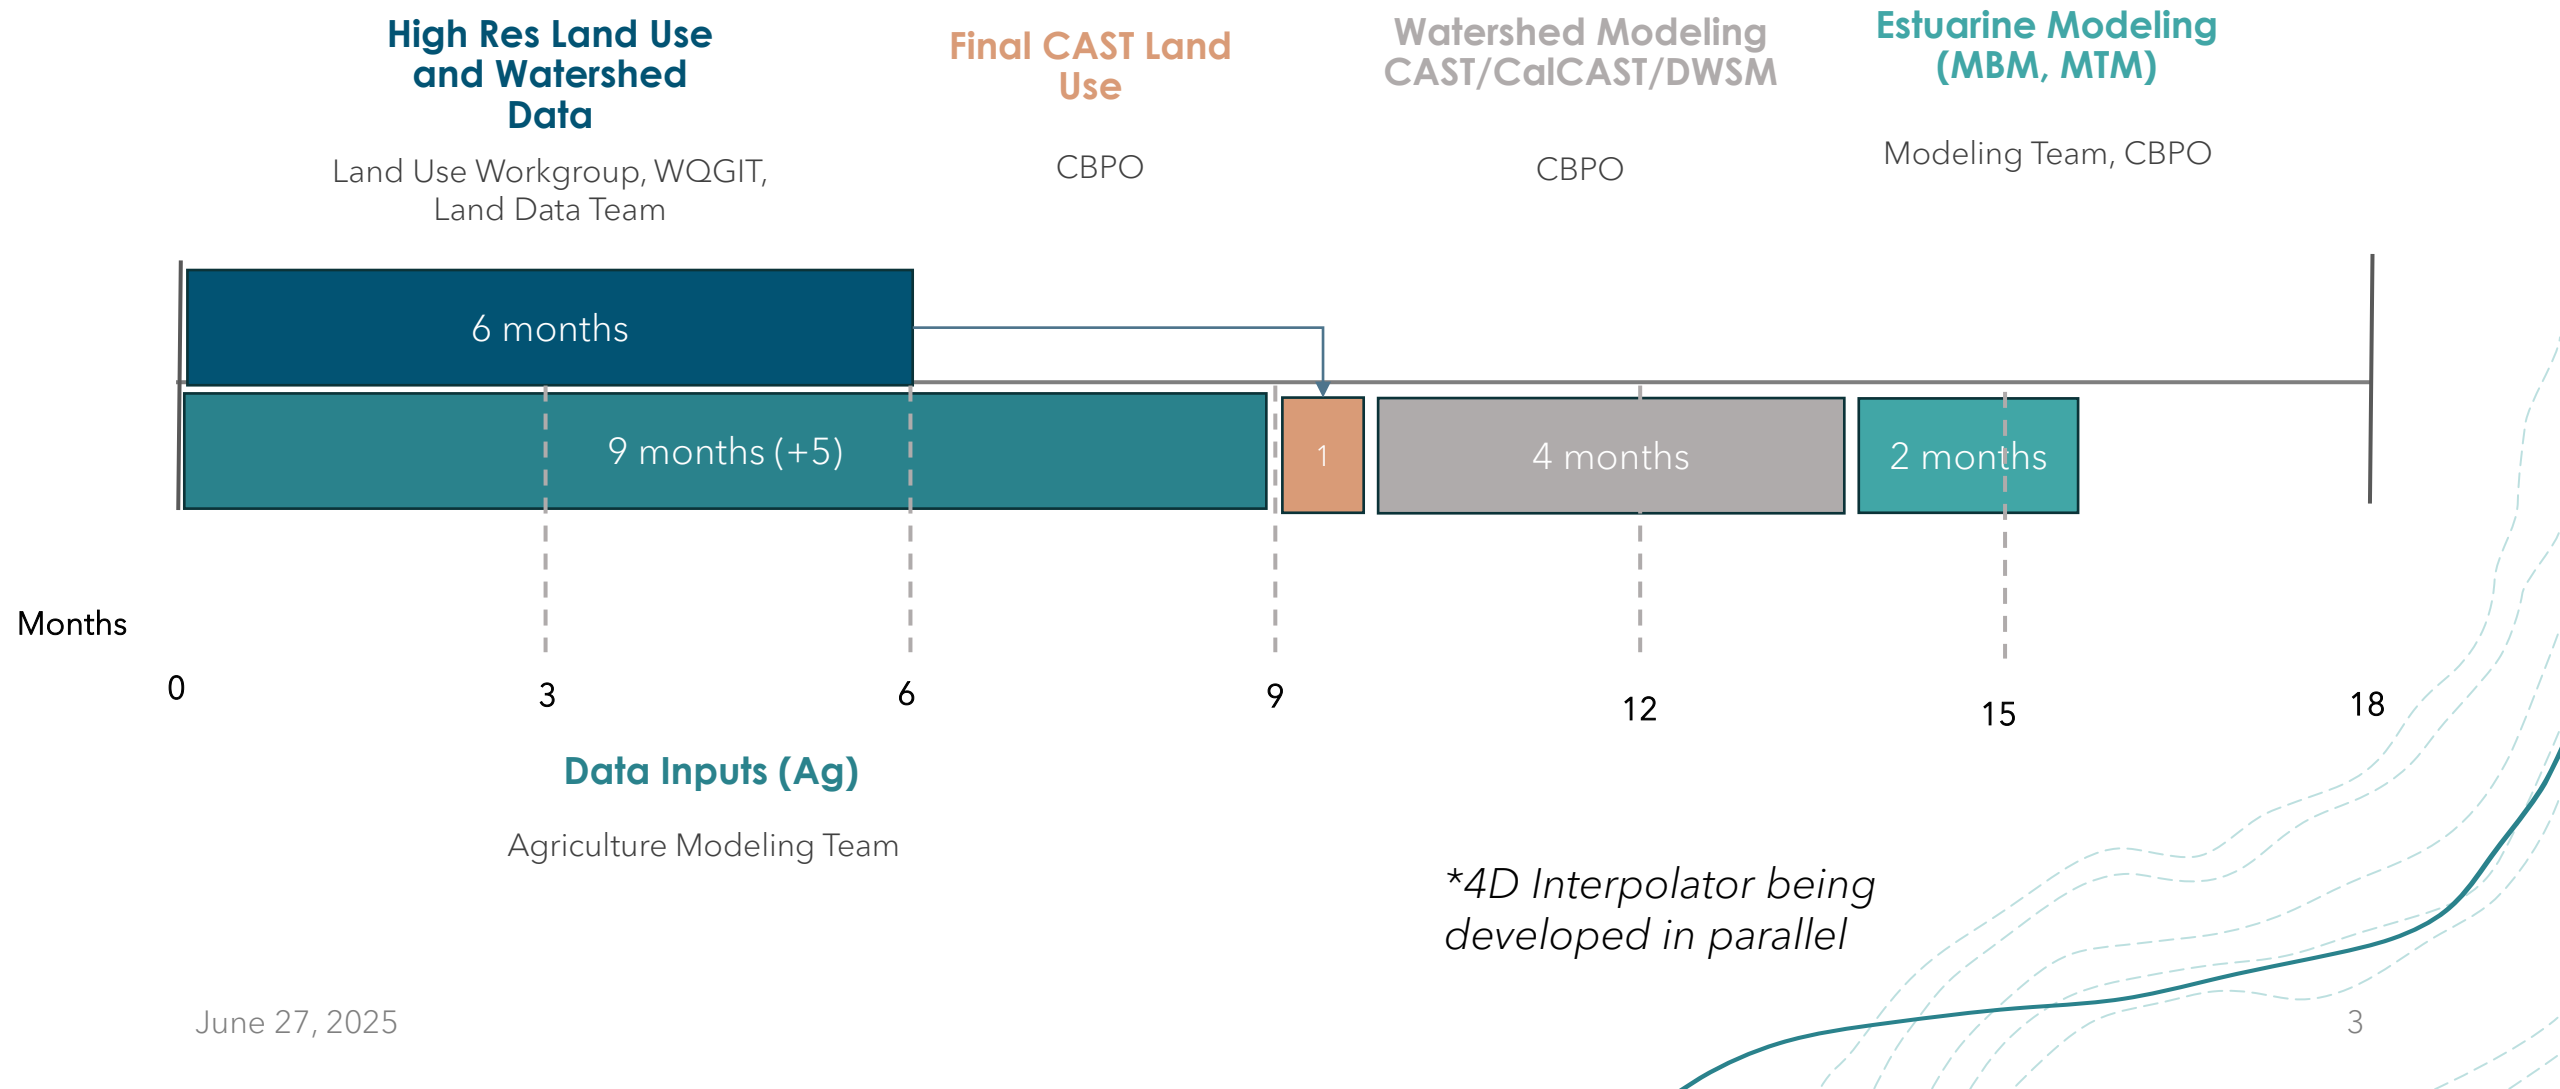 High Res Land Use
and Watershed
Data
Land Use Workgroup, WQGIT,
Land Data Team
Final CAST Land
Use
CBPO
Watershed Modeling
CAST/CalCAST/DWSM
CBPO
Estuarine Modeling
(MBM, MTM)
Modeling Team, CBPO
6 months
9 months (+5)
1
4 months
2 months
Months
0
3
6
9
12
15
18
Data Inputs (Ag)
Agriculture Modeling Team
*4D Interpolator being
developed in parallel
June 27, 2025
3